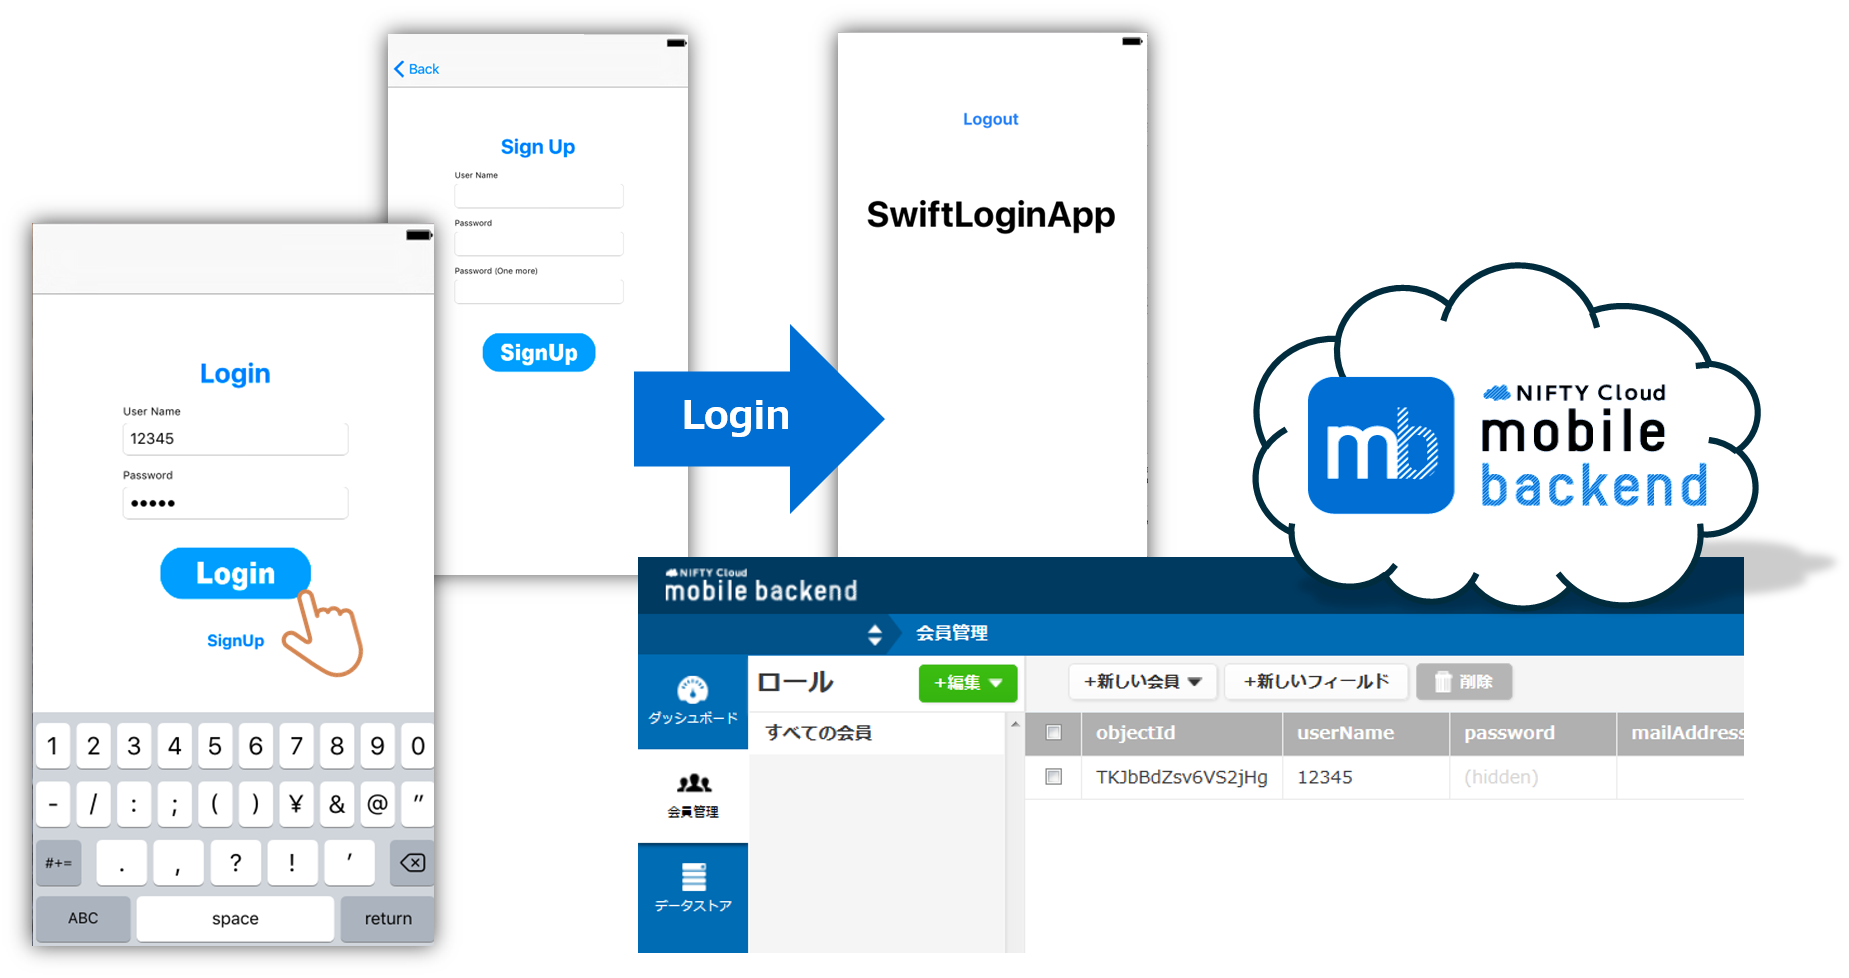 Back
Sign Up
User Name
Password
Password (One more)
SignUp
Login
User Name
12345
Password
•••••
Login
SignUp
1 2 3 4 5 6 7 8 9 0
- / : ; ( ) ¥ & @ "
#+= . , ? ! ′
ABC space return
Login
Logout
SwiftLoginApp
mb
NIFTY Cloud
mobile
backend
NIFTY Cloud
mobile backend
会員管理
ダッシュボード
会員管理
データストア
ロール
+編集
すべての会員
+新しい会員 +新しいフィールド 削除
objectId userName password mailAddress
TKJbBdZsv6VS2jHg 12345 (hidden)